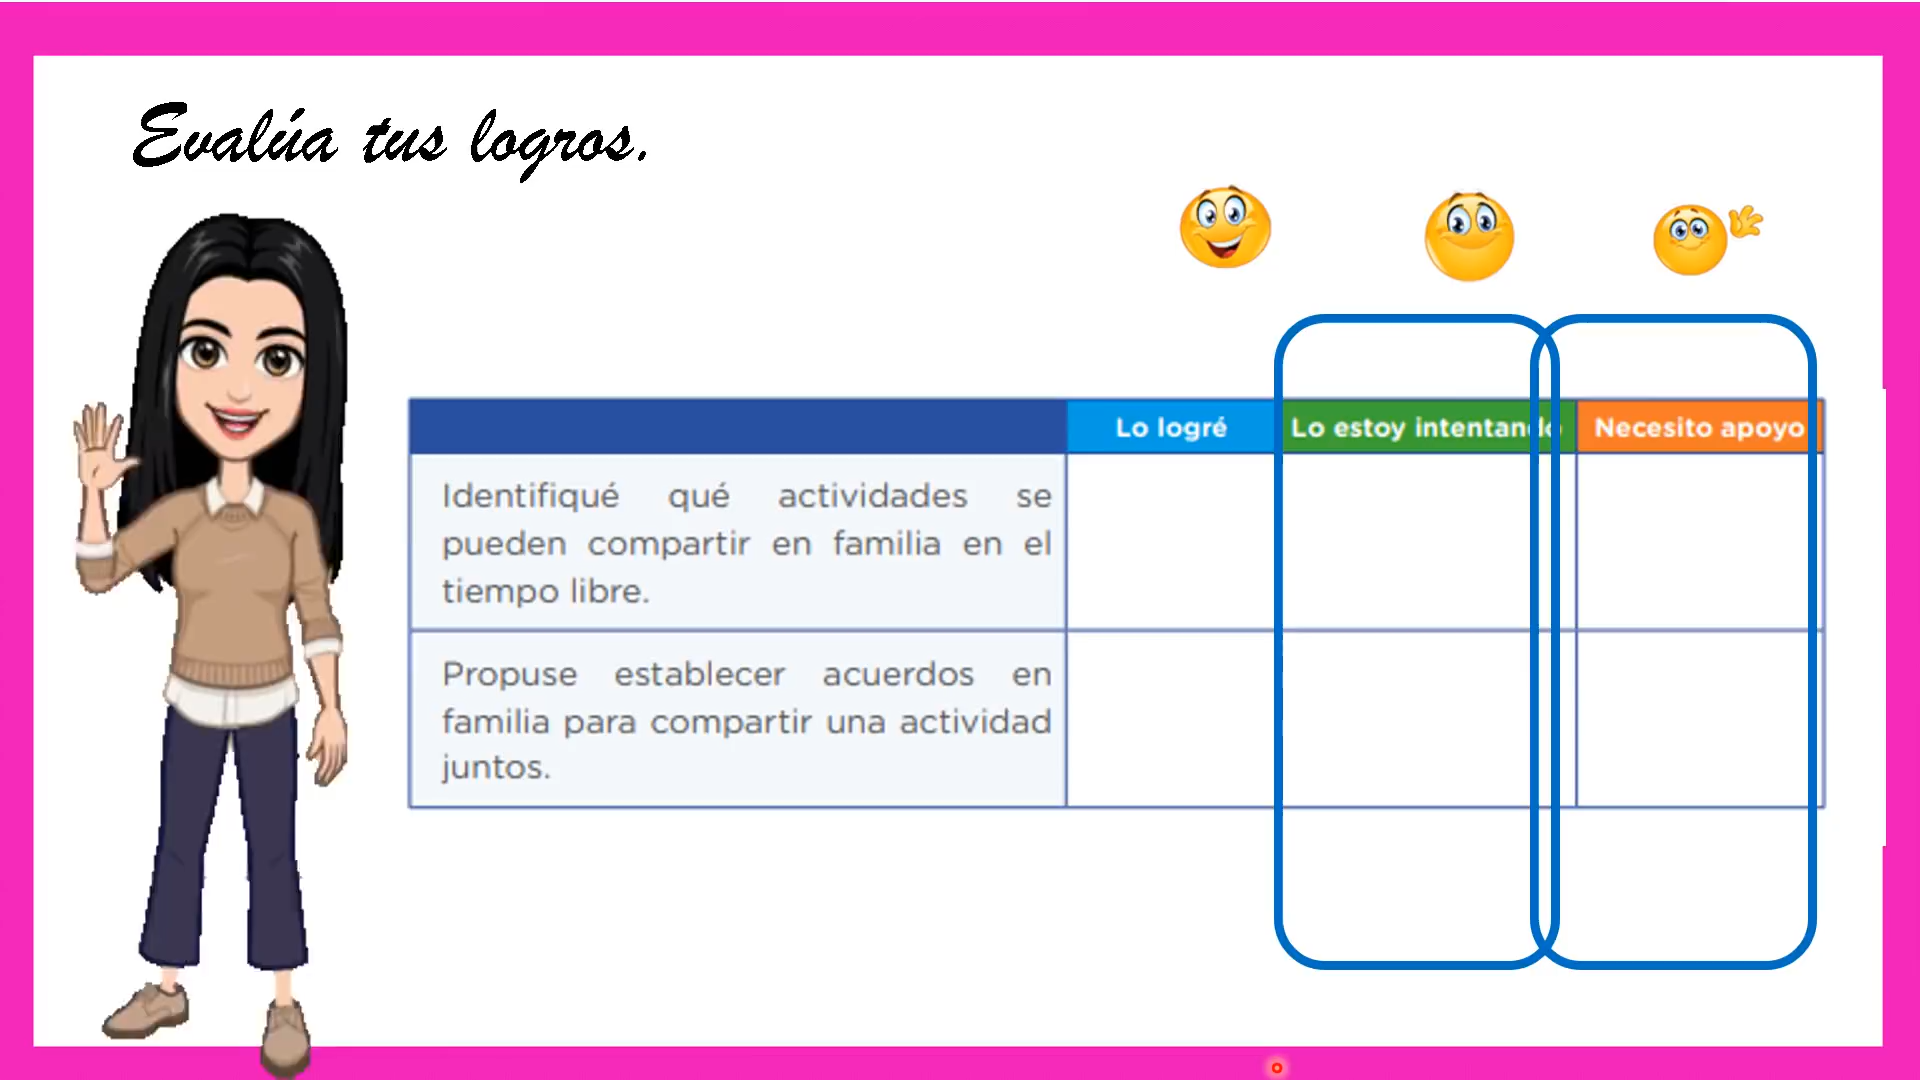 Evalúa tus logros.
Lo logré
Lo estoy intentando
Necesito apoyo
Identifiqué qué actividades se
pueden compartir en familia en el
tiempo libre.
Propuse establecer acuerdos en
familia para compartir una actividad
juntos.